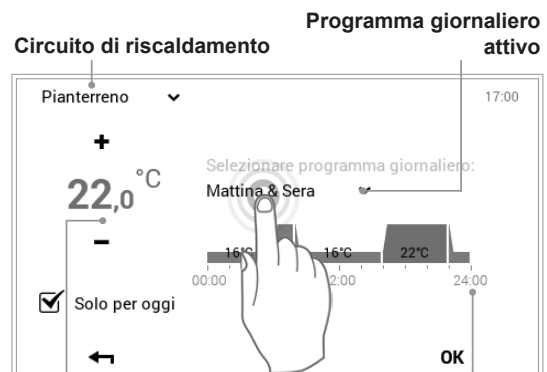 Programma giornaliero
attivo
Circuito di riscaldamento
Pianterreno
17:00
+
22,0 °C
−
Selezionare programma giornaliero:
Mattina & Sera
16°C
16°C
22°C
00:00
24:00
Solo per oggi
OK